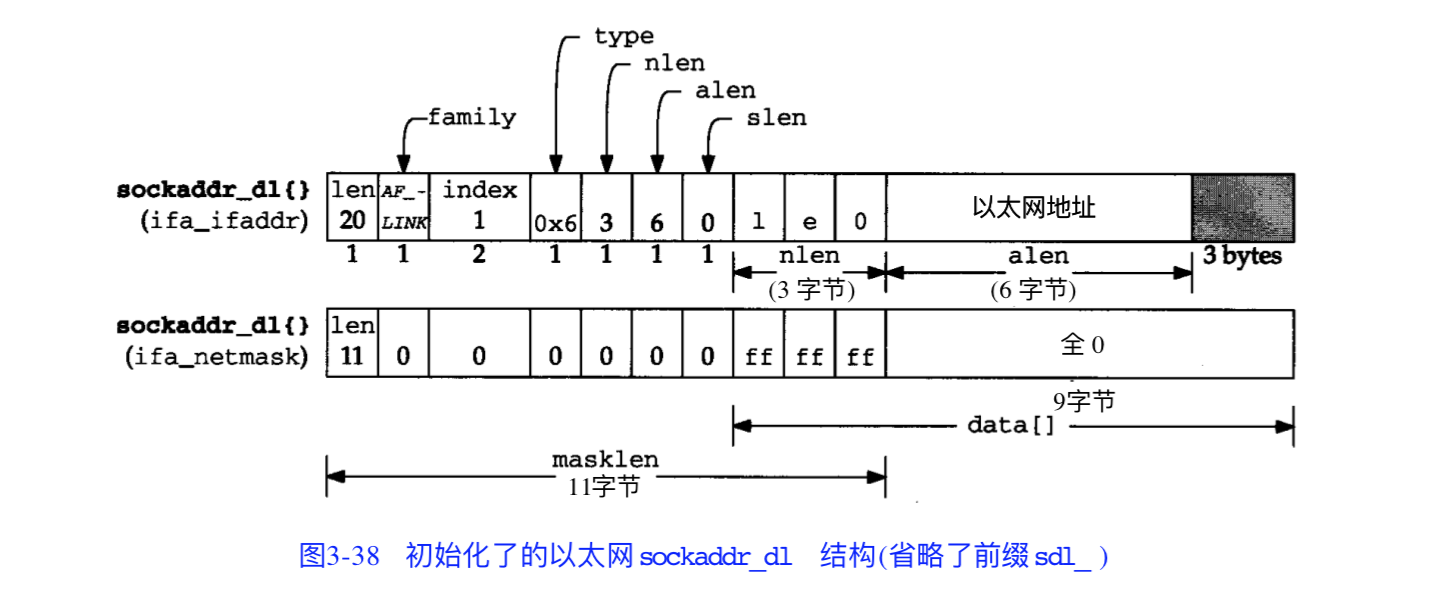 type
nlen
alen
slen
family
sockaddr_dl{} len AF_- index
(ifa_ifaddr) 20 LINK 1 0x6 3 6 0 l e 0 以太网地址
1 1 2 1 1 1 1 nlen alen 3 bytes
(3 字节) (6 字节)
sockaddr_dl{} len
(ifa_netmask) 11 0 0 0 0 0 0 ff ff ff 全 0
9字节
data[]
masklen
11字节
图3-38 初始化了的以太网 sockaddr_dl 结构(省略了前缀 sdl_ )